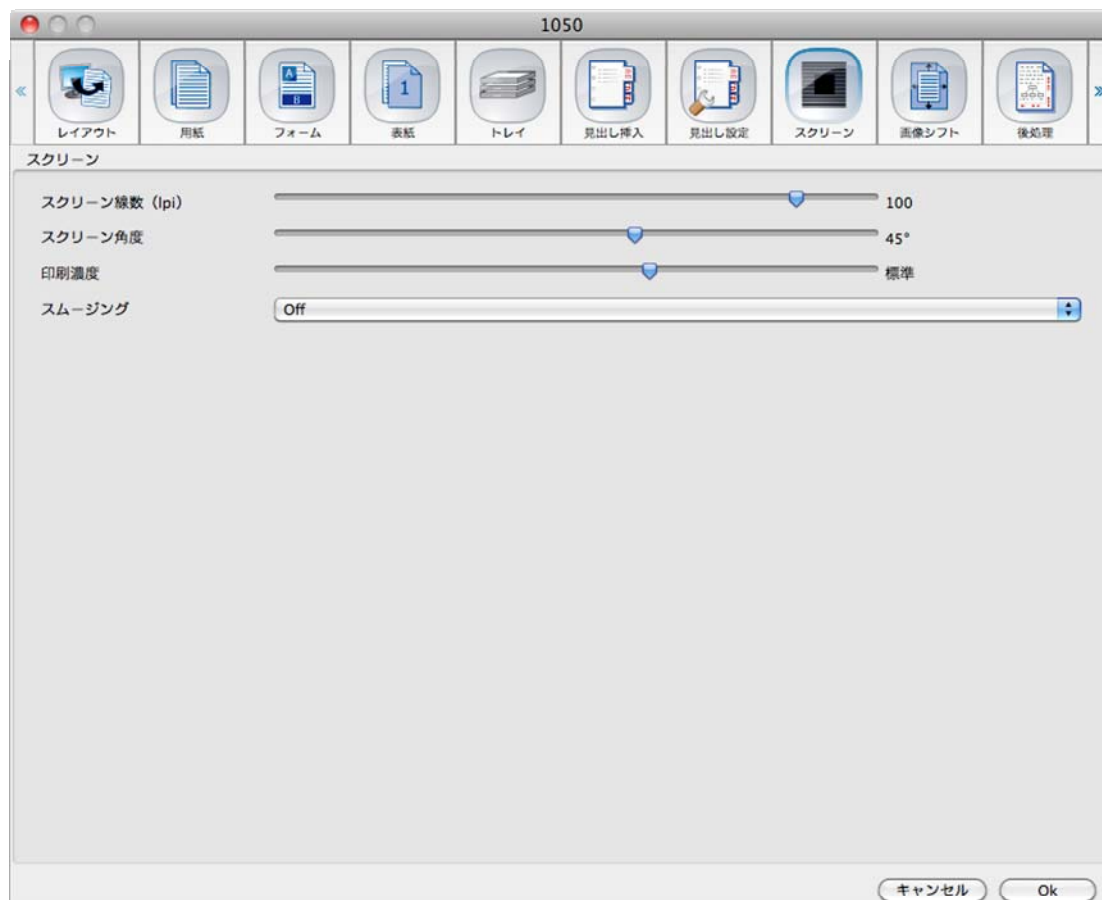 1050
レイアウト 用紙 フォーム 表紙 トレイ 見出し挿入 見出し設定 スクリーン 画像シフト 後処理
スクリーン
スクリーン線数 (lpi) 100
スクリーン角度 45°
印刷濃度 標準
スムージング Off
キャンセル Ok